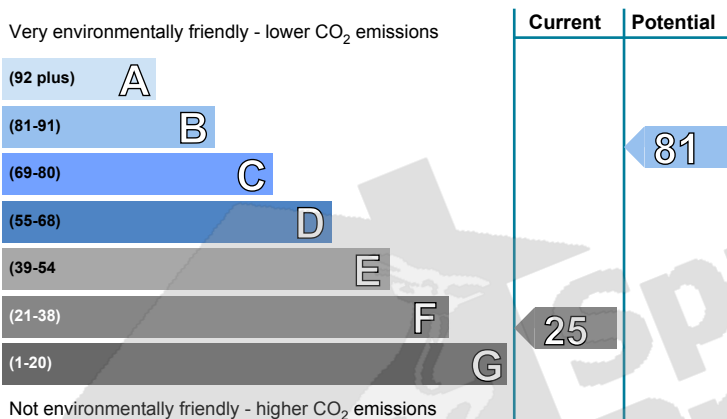 Current Potential
Very environmentally friendly - lower CO2 emissions
(92 plus) A
(81-91) B
81
(69-80) C
(55-68) D
(39-54 E
(21-38) F
25
(1-20) G
Not environmentally friendly - higher CO2 emissions